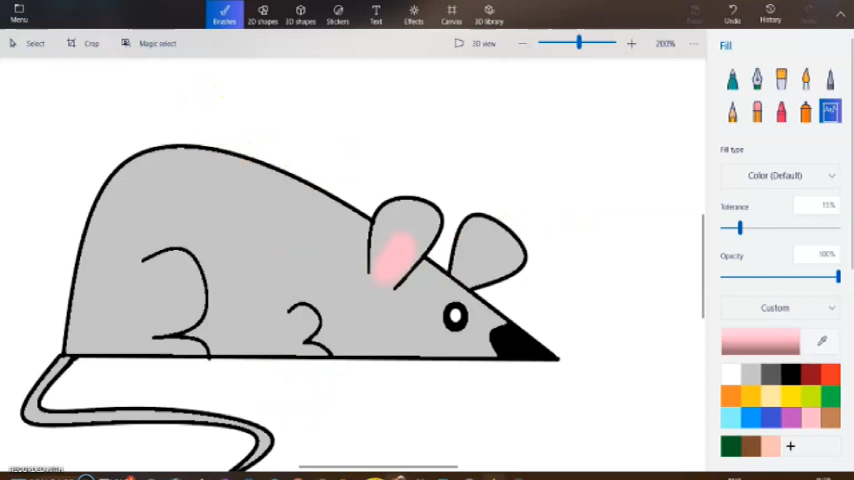 Menu
Brushes
2D shapes
3D shapes
Stickers
Text
Effects
Canvas
3D library
Undo
History
Select
Crop
Magic select
3D view
200%
Fill
Fill type
Color (Default)
Tolerance
15%
Opacity
100%
Custom